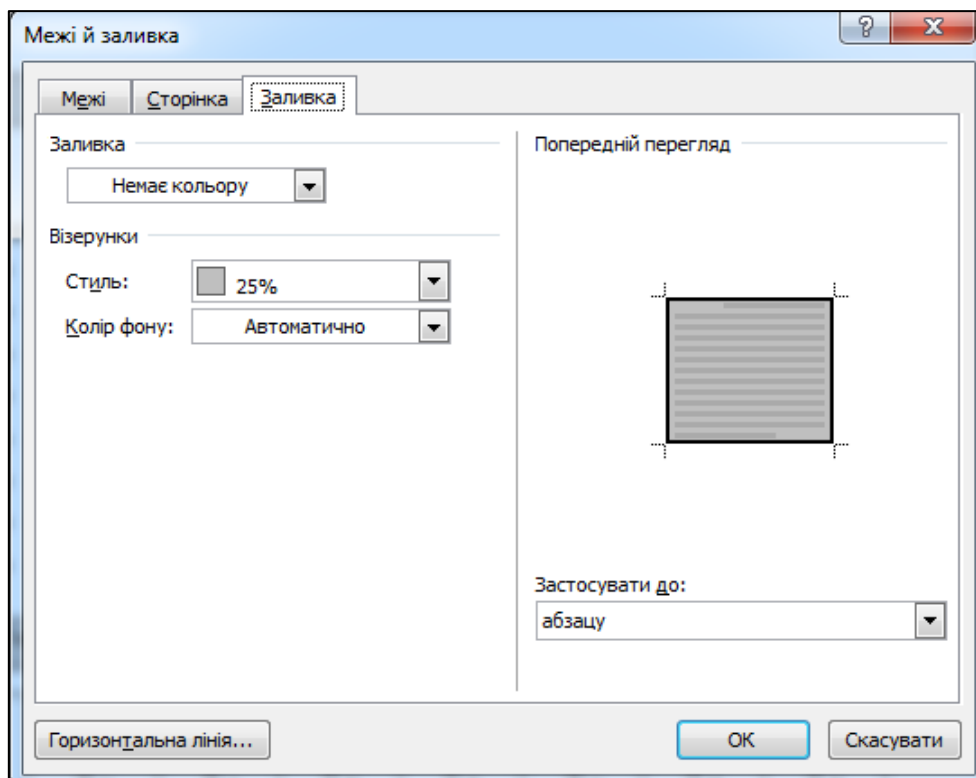 Межі й заливка
Межі Сторінка Заливка
Заливка
Немає кольору
Візерунки
Стиль: 25%
Колір фону: Автоматично
Попередній перегляд
Застосувати до:
абзацу
Горизонтальна лінія... ОК Скасувати